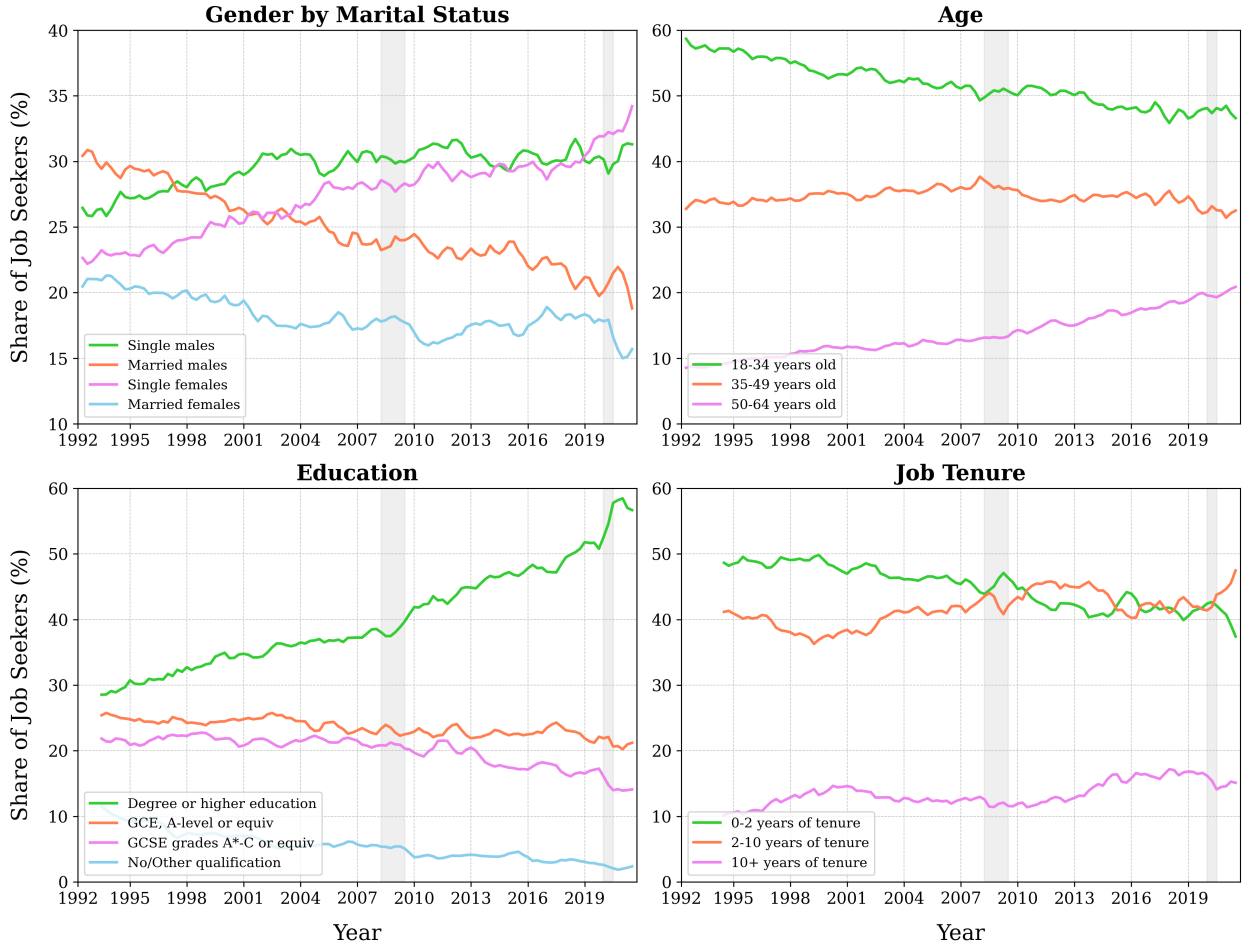 Gender by Marital Status
Share of Job Seekers (%)
40
35
30
25
20
15
10
Single males
Married males
Single females
Married females
1992 1995 1998 2001 2004 2007 2010 2013 2016 2019
Age
60
50
40
30
20
10
0
18-34 years old
35-49 years old
50-64 years old
1992 1995 1998 2001 2004 2007 2010 2013 2016 2019
Education
Share of Job Seekers (%)
60
50
40
30
20
10
0
Degree or higher education
GCE, A-level or equiv
GCSE grades A*-C or equiv
No/Other qualification
1992 1995 1998 2001 2004 2007 2010 2013 2016 2019
Year
Job Tenure
60
50
40
30
20
10
0
0-2 years of tenure
2-10 years of tenure
10+ years of tenure
1992 1995 1998 2001 2004 2007 2010 2013 2016 2019
Year